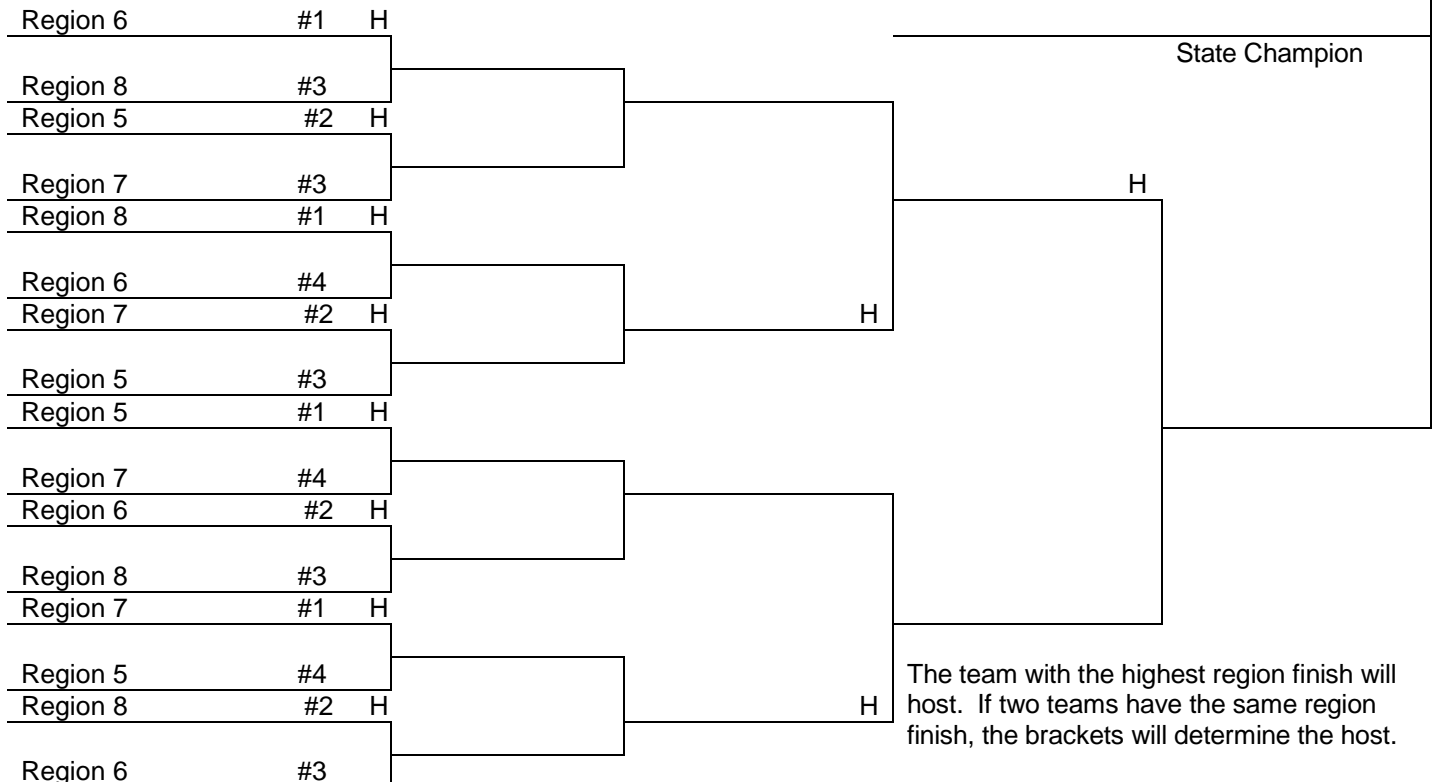 Region 6 #1 H
State Champion
Region 8 #3
Region 5 #2 H
Region 7 #3 H
Region 8 #1 H
Region 6 #4
Region 7 #2 H H
Region 5 #3
Region 5 #1 H
Region 7 #4
Region 6 #2 H
Region 8 #3
Region 7 #1 H
Region 5 #4
Region 8 #2 H H
Region 6 #3
The team with the highest region finish will
host. If two teams have the same region
finish, the brackets will determine the host.